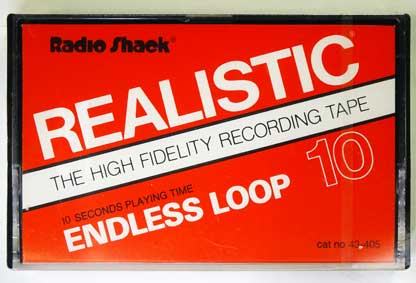 Radio Shack®
REALISTIC®
THE HIGH FIDELITY RECORDING TAPE
10
10 SECONDS PLAYING TIME
ENDLESS LOOP
cat no 43-405